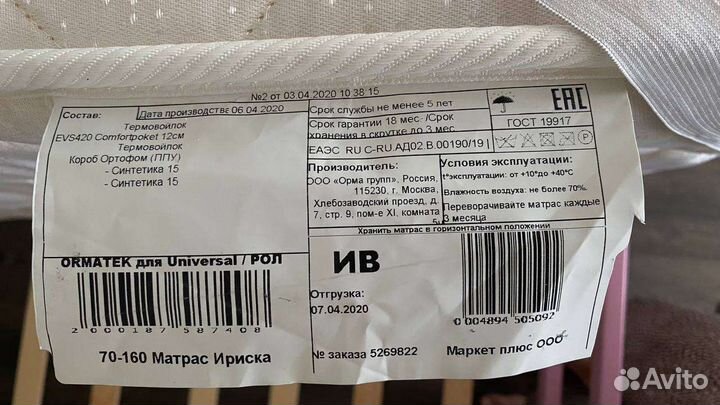 №2 от 03.04.2020 10 38:15
Состав:
Дата производства 06.04.2020
Термовойлок
EVS420 Comfortpoket 12см
Термовойлок
Короб Ортофом (ППУ)
- Синтетика 15
- Синтетика 15
Срок службы не менее 5 лет
Срок гарантии 18 мес. /Срок
хранения в скрутке до 3 мес.
ЕАЭС RU C-RU АД02.В.00190/19
EAC
ГОСТ 19917
Производитель:
ООО «Орма групп», Россия,
115230, г. Москва,
Хлебозаводский проезд, д.
7, стр. 9, пом-е XI, комната
Условия эксплуатации:
t°эксплуатации: от +10°до +40°С
Влажность воздуха: не более 70%.
Переворачивайте матрас каждые
3 месяца
Хранить матрас в горизонтальном положении
ORMATEK для Universal / РОЛ
2000187587408
70-160 Матрас Ириска
ИВ
Отгрузка:
07.04.2020
№ заказа 5269822
0 004894 505092
Маркет плюс ООО
Avito